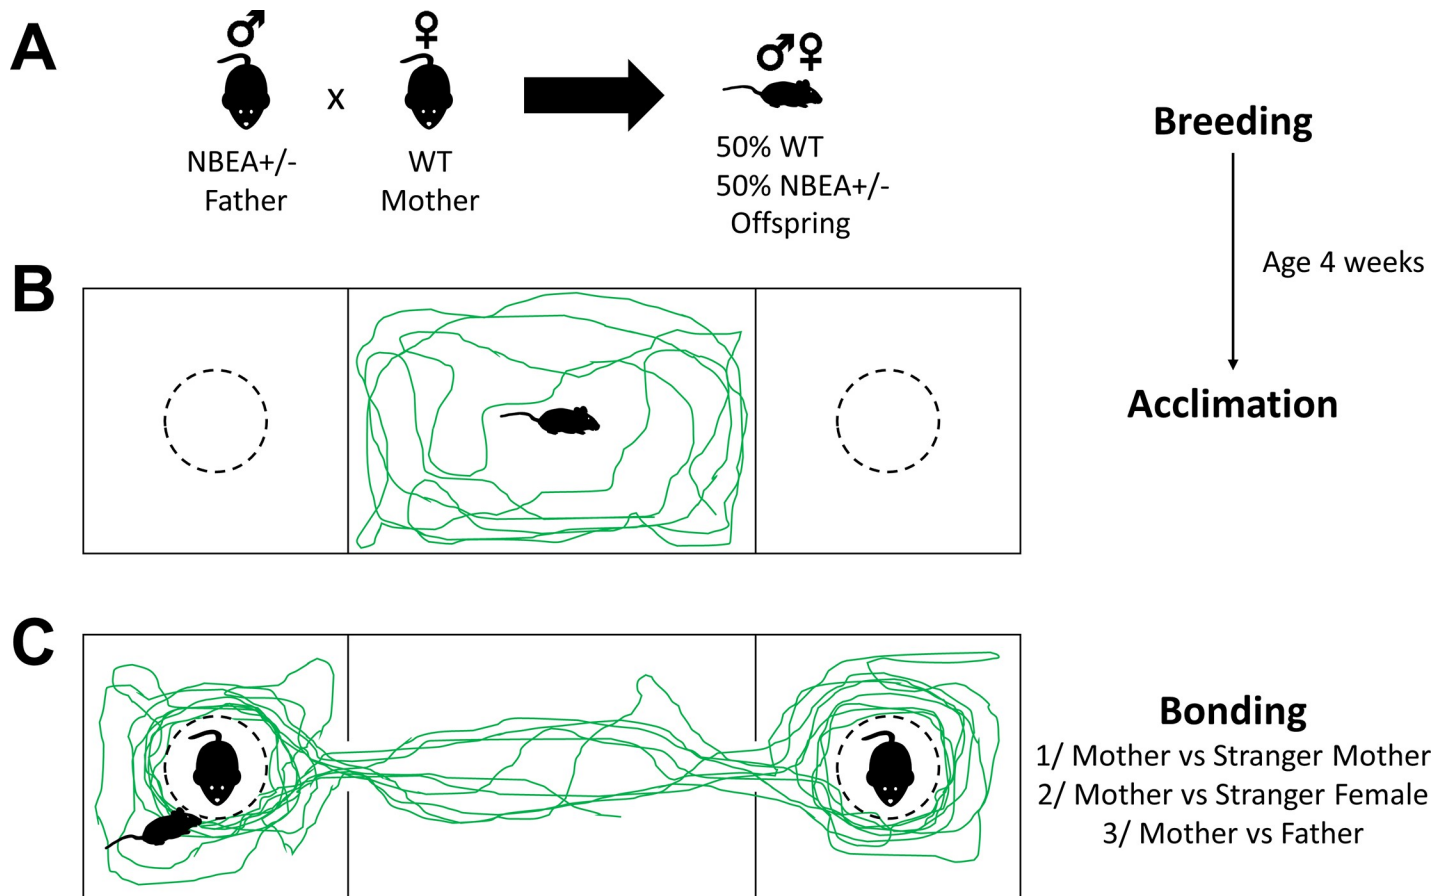 A
♂
♀
♂♀
x
NBEA+/-
Father
WT
Mother
50% WT
50% NBEA+/-
Offspring
Breeding
Age 4 weeks
B
Acclimation
C
Bonding
1/ Mother vs Stranger Mother
2/ Mother vs Stranger Female
3/ Mother vs Father